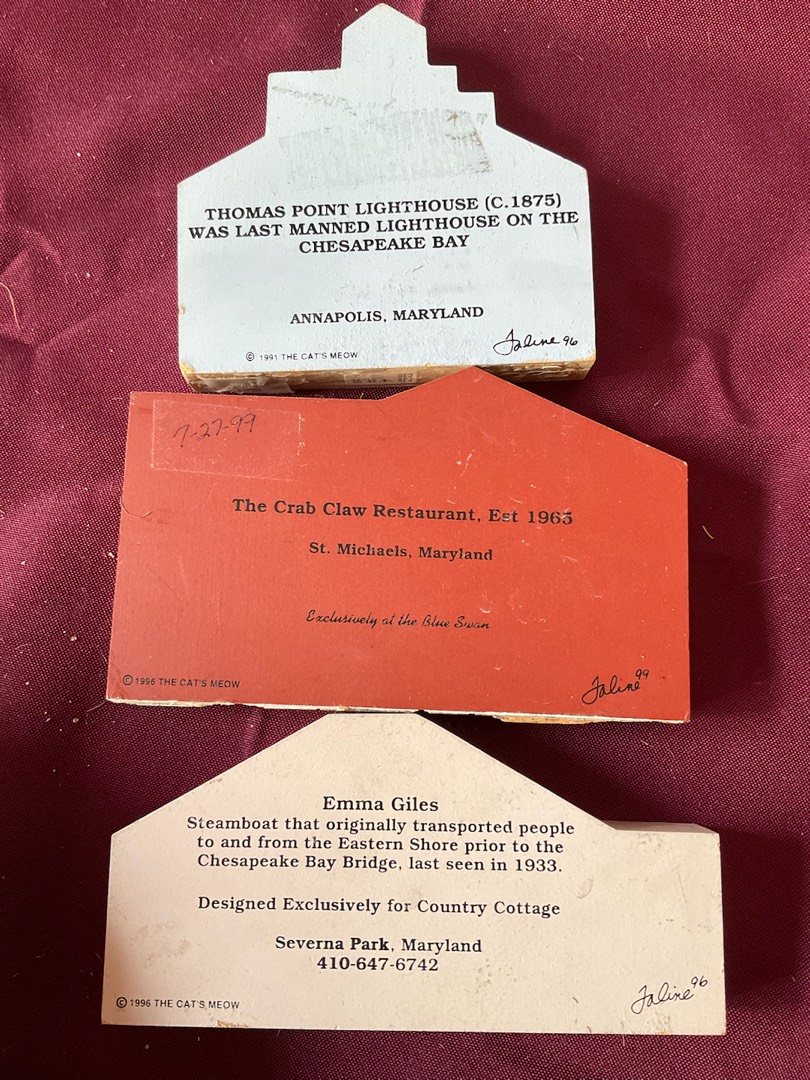 THOMAS POINT LIGHTHOUSE (C.1875)
WAS LAST MANNED LIGHTHOUSE ON THE
CHESAPEAKE BAY
ANNAPOLIS, MARYLAND
© 1991 THE CAT'S MEOW
Faline 96
7-27-99
The Crab Claw Restaurant, Est 1965
St. Michaels, Maryland
Exclusively at the Blue Swan
© 1996 THE CAT'S MEOW
Faline 99
Emma Giles
Steamboat that originally transported people
to and from the Eastern Shore prior to the
Chesapeake Bay Bridge, last seen in 1933.
Designed Exclusively for Country Cottage
Severna Park, Maryland
410-647-6742
© 1996 THE CAT'S MEOW
Faline 96